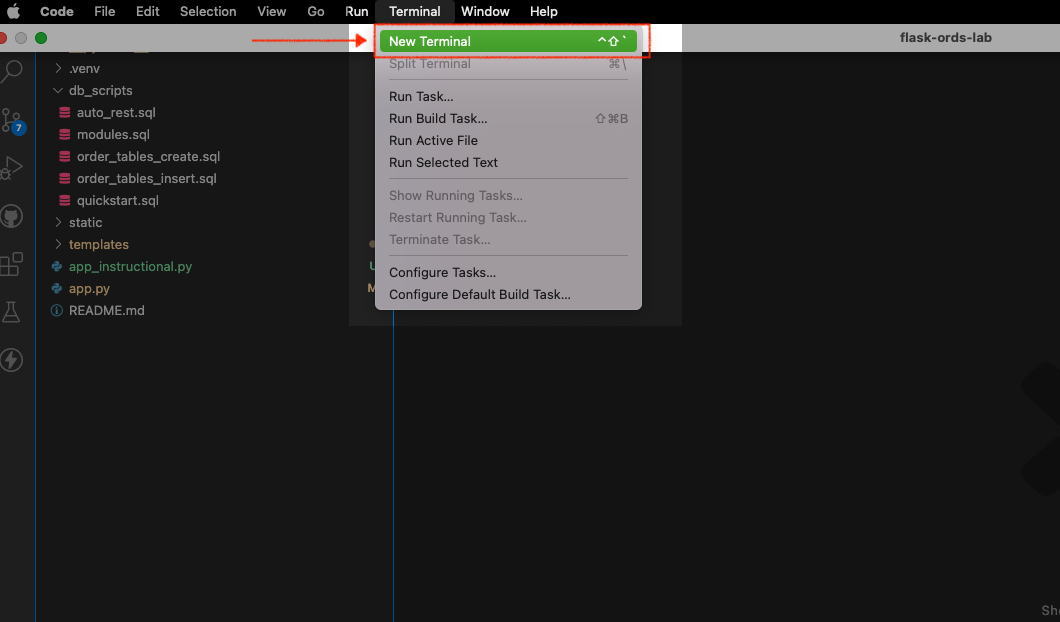 Code File Edit Selection View Go Run Terminal Window Help
flask-ords-lab
New Terminal ⌃⇧`
Split Terminal ⌘\
Run Task...
Run Build Task... ⇧⌘B
Run Active File
Run Selected Text
Show Running Tasks...
Restart Running Task...
Terminate Task...
Configure Tasks...
Configure Default Build Task...
.venv
db_scripts
auto_rest.sql
modules.sql
order_tables_create.sql
order_tables_insert.sql
quickstart.sql
static
templates
app_instructional.py
app.py
README.md
7